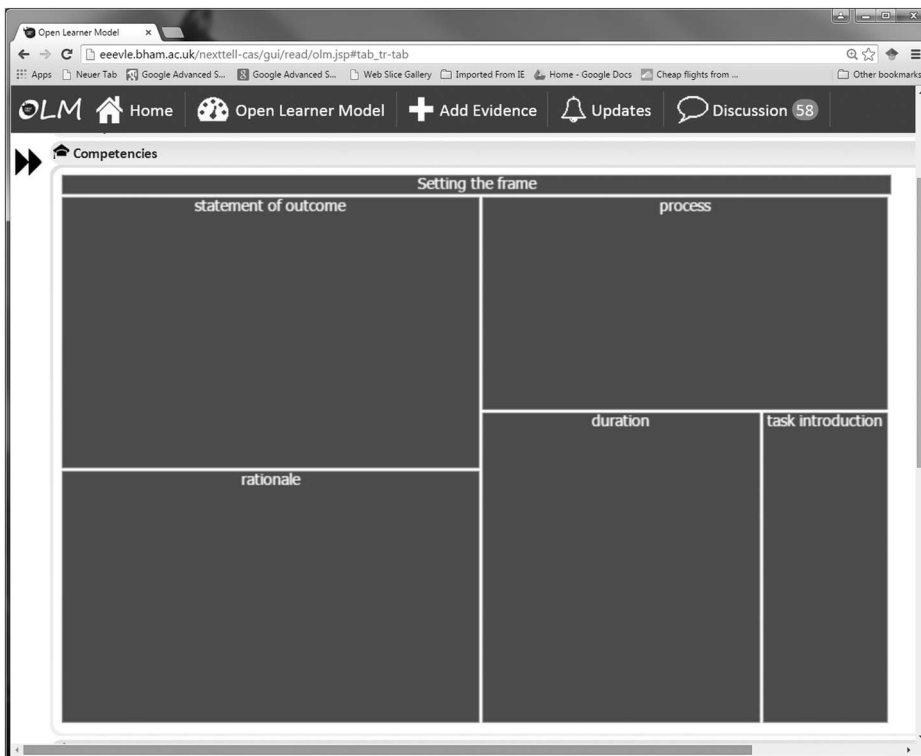 Open Learner Model
eeevle.bham.ac.uk/nexttell-cas/gui/read/olm.jsp#tab_tr-tab
Apps Neuer Tab Google Advanced S... Google Advanced S... Web Slice Gallery Imported From IE Home - Google Docs Cheap flights from ... Other bookmarks
OLM Home Open Learner Model Add Evidence Updates Discussion 58
Competencies
Setting the frame
statement of outcome process
duration task introduction
rationale